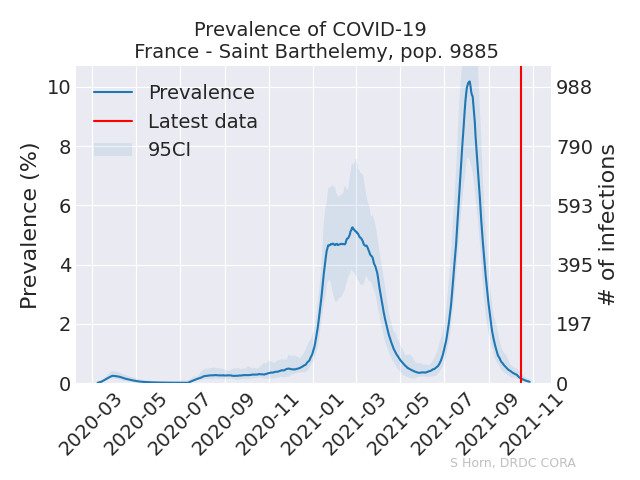 Prevalence of COVID-19
France - Saint Barthelemy, pop. 9885
Prevalence
Latest data
95CI
Prevalence (%)
10
8
6
4
2
0
# of infections
988
790
593
395
197
0
2020-03
2020-05
2020-07
2020-09
2020-11
2021-01
2021-03
2021-05
2021-07
2021-09
2021-11
S Horn, DRDC CORA